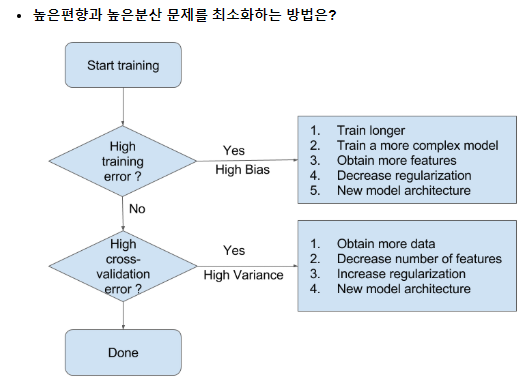 • 높은편향과 높은분산 문제를 최소화하는 방법은?
Start training
High
training
error ?
Yes
High Bias
1. Train longer
2. Train a more complex model
3. Obtain more features
4. Decrease regularization
5. New model architecture
No
High
cross-
validation
error ?
Yes
High Variance
1. Obtain more data
2. Decrease number of features
3. Increase regularization
4. New model architecture
Done